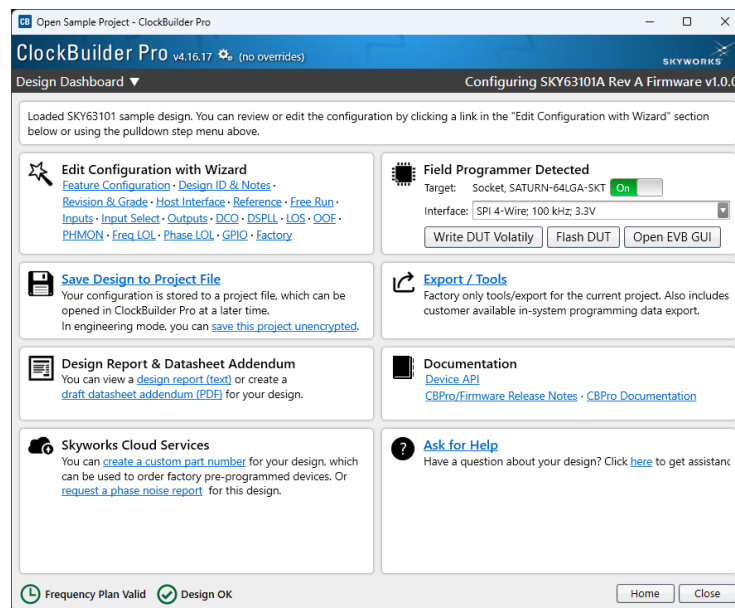 CB Open Sample Project - ClockBuilder Pro
ClockBuilder Pro v4.16.17 (no overrides)
SKYWORKS
Design Dashboard ▼ Configuring SKY63101A Rev A Firmware v1.0.0
Loaded SKY63101 sample design. You can review or edit the configuration by clicking a link in the "Edit Configuration with Wizard" section
below or using the pulldown step menu above.
Edit Configuration with Wizard
Feature Configuration · Design ID & Notes ·
Revision & Grade · Host Interface · Reference · Free Run ·
Inputs · Input Select · Outputs · DCO · DSPLL · LOS · OOF ·
PHMON · Freq LOL · Phase LOL · GPIO · Factory
Field Programmer Detected
Target: Socket, SATURN-64LGA-SKT On
Interface: SPI 4-Wire; 100 kHz; 3.3V
Write DUT Volatily Flash DUT Open EVB GUI
Save Design to Project File
Your configuration is stored to a project file, which can be
opened in ClockBuilder Pro at a later time.
In engineering mode, you can save this project unencrypted.
Export / Tools
Factory only tools/export for the current project. Also includes
customer available in-system programming data export.
Design Report & Datasheet Addendum
You can view a design report (text) or create a
draft datasheet addendum (PDF) for your design.
Documentation
Device API
CBPro/Firmware Release Notes · CBPro Documentation
Skyworks Cloud Services
You can create a custom part number for your design, which
can be used to order factory pre-programmed devices. Or
request a phase noise report for this design.
? Ask for Help
Have a question about your design? Click here to get assistanc
Frequency Plan Valid Design OK Home Close